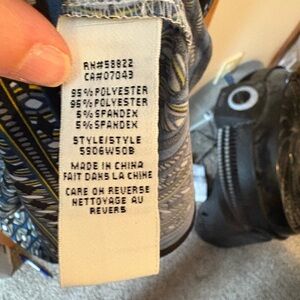 RN#58822
CA#07043
95%POLYESTER
95%POLYESTER
5%SPANDEX
5%SPANDEX
STYLE/STYLE
5906W50B
MADE IN CHINA
FAIT DANS LA CHINE
CARE ON REVERSE
NETTOYAGE AU
REVERS